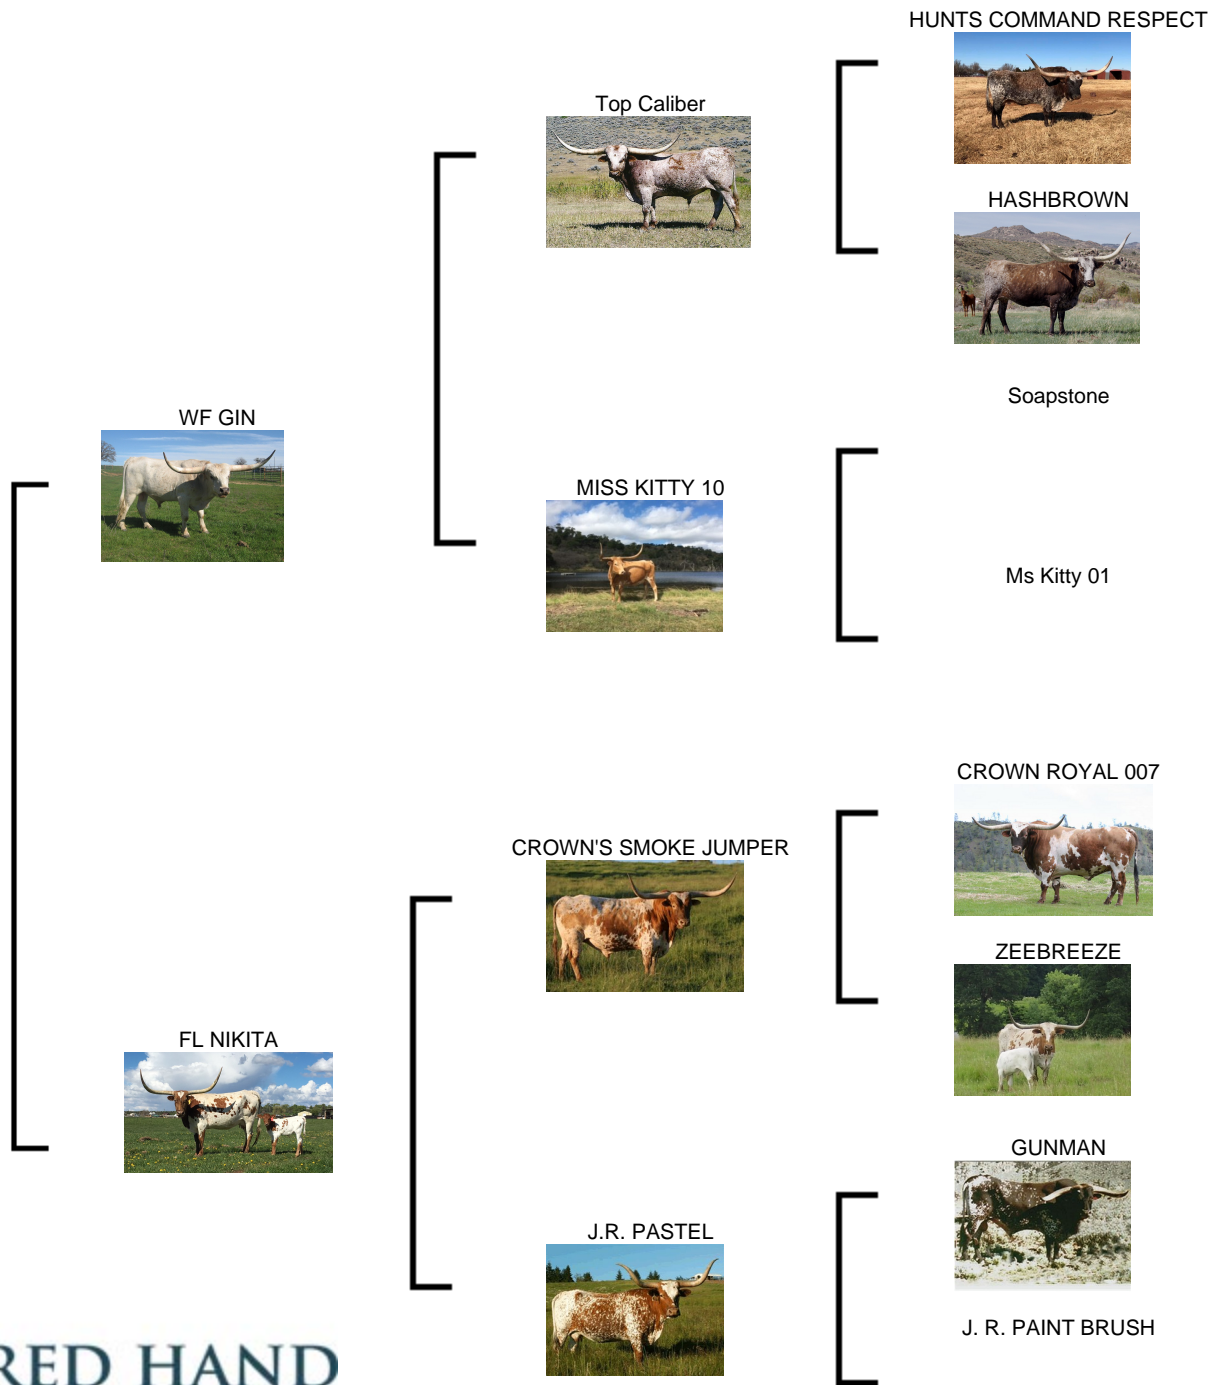 HUNTS COMMAND RESPECT
Top Caliber
HASHBROWN
Soapstone
WF GIN
MISS KITTY 10
Ms Kitty 01
CROWN ROYAL 007
CROWN'S SMOKE JUMPER
ZEEBREEZE
FL NIKITA
GUNMAN
J.R. PASTEL
J. R. PAINT BRUSH
RED HAND